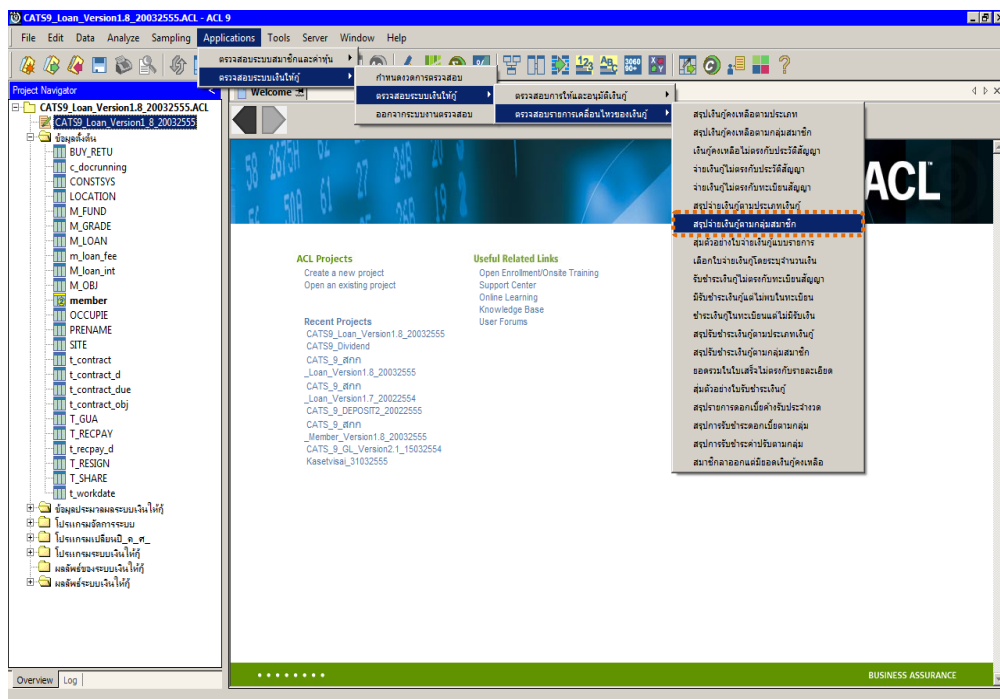 CATS9_Loan_Version1.8_20032555.ACL - ACL 9
File Edit Data Analyze Sampling Applications Tools Server Window Help
ตรวจสอบระบบสมาชิกและค่าหุ้น
ตรวจสอบระบบเงินให้กู้
กำหนดงวดการตรวจสอบ
ตรวจสอบระบบเงินให้กู้
ออกจากระบบงานตรวจสอบ
ตรวจสอบการให้และอนุมัติเงินกู้
ตรวจสอบรายการเคลื่อนไหวของเงินกู้
สรุปเงินกู้คงเหลือตามประเภท
สรุปเงินกู้คงเหลือตามกลุ่มสมาชิก
เงินกู้คงเหลือไม่ตรงกับประวัติสัญญา
จ่ายเงินกู้ไม่ตรงกับประวัติสัญญา
จ่ายเงินกู้ไม่ตรงกับทะเบียนสัญญา
สรุปจ่ายเงินกู้ตามประเภทเงินกู้
สรุปจ่ายเงินกู้ตามกลุ่มสมาชิก
สุ่มตัวอย่างใบจ่ายเงินกู้แบบรายการ
เลือกใบจ่ายเงินกู้โดยระบุจำนวนเงิน
รับชำระเงินกู้ไม่ตรงกับทะเบียนสัญญา
มีรับชำระเงินกู้แต่ไม่พบในทะเบียน
ชำระเงินกู้ในทะเบียนแต่ไม่มีรับเงิน
สรุปรับชำระเงินกู้ตามประเภทเงินกู้
สรุปรับชำระเงินกู้ตามกลุ่มสมาชิก
ยอดรวมในใบเสร็จไม่ตรงกับรายละเอียด
สุ่มตัวอย่างใบรับชำระเงินกู้
สรุปรายการดอกเบี้ยค้างรับประจำงวด
สรุปการรับชำระดอกเบี้ยตามกลุ่ม
สรุปการรับชำระค่าปรับตามกลุ่ม
สมาชิกลาออกแต่มียอดเงินกู้คงเหลือ
Project Navigator
Welcome
CATS9_Loan_Version1.8_20032555.ACL
CATS9_Loan_Version1_8_20032555
ข้อมูลตั้งต้น
BUY_RETU
c_docrunning
CONSTSYS
LOCATION
M_FUND
M_GRADE
M_LOAN
m_loan_fee
M_loan_int
M_OBJ
member
OCCUPIE
PRENAME
SITE
t_contract
t_contract_d
t_contract_due
t_contract_obj
T_GUA
T_RECPAY
t_recpay_d
T_RESIGN
T_SHARE
t_workdate
ข้อมูลประมวลผลระบบเงินให้กู้
โปรแกรมจัดการระบบ
โปรแกรมเปลี่ยนปี_ค_ศ_
โปรแกรมระบบเงินให้กู้
ผลลัพธ์ของระบบเงินให้กู้
ผลลัพธ์ระบบเงินให้กู้
Overview Log
ACL
ACL Projects
Create a new project
Open an existing project
Recent Projects
CATS9_Loan_Version1.8_20032555
CATS9_Dividend
CATS_9_สกก
_Loan_Version1.8_20032555
CATS_9_สกก
_Loan_Version1.7_20022554
CATS_9_DEPOSIT2_20022555
CATS_9_สกก
_Member_Version1.8_20032555
CATS_9_GL_Version2.1_15032554
Kasetvisai_31032555
Useful Related Links
Open Enrollment/Onsite Training
Support Center
Online Learning
Knowledge Base
User Forums
BUSINESS ASSURANCE